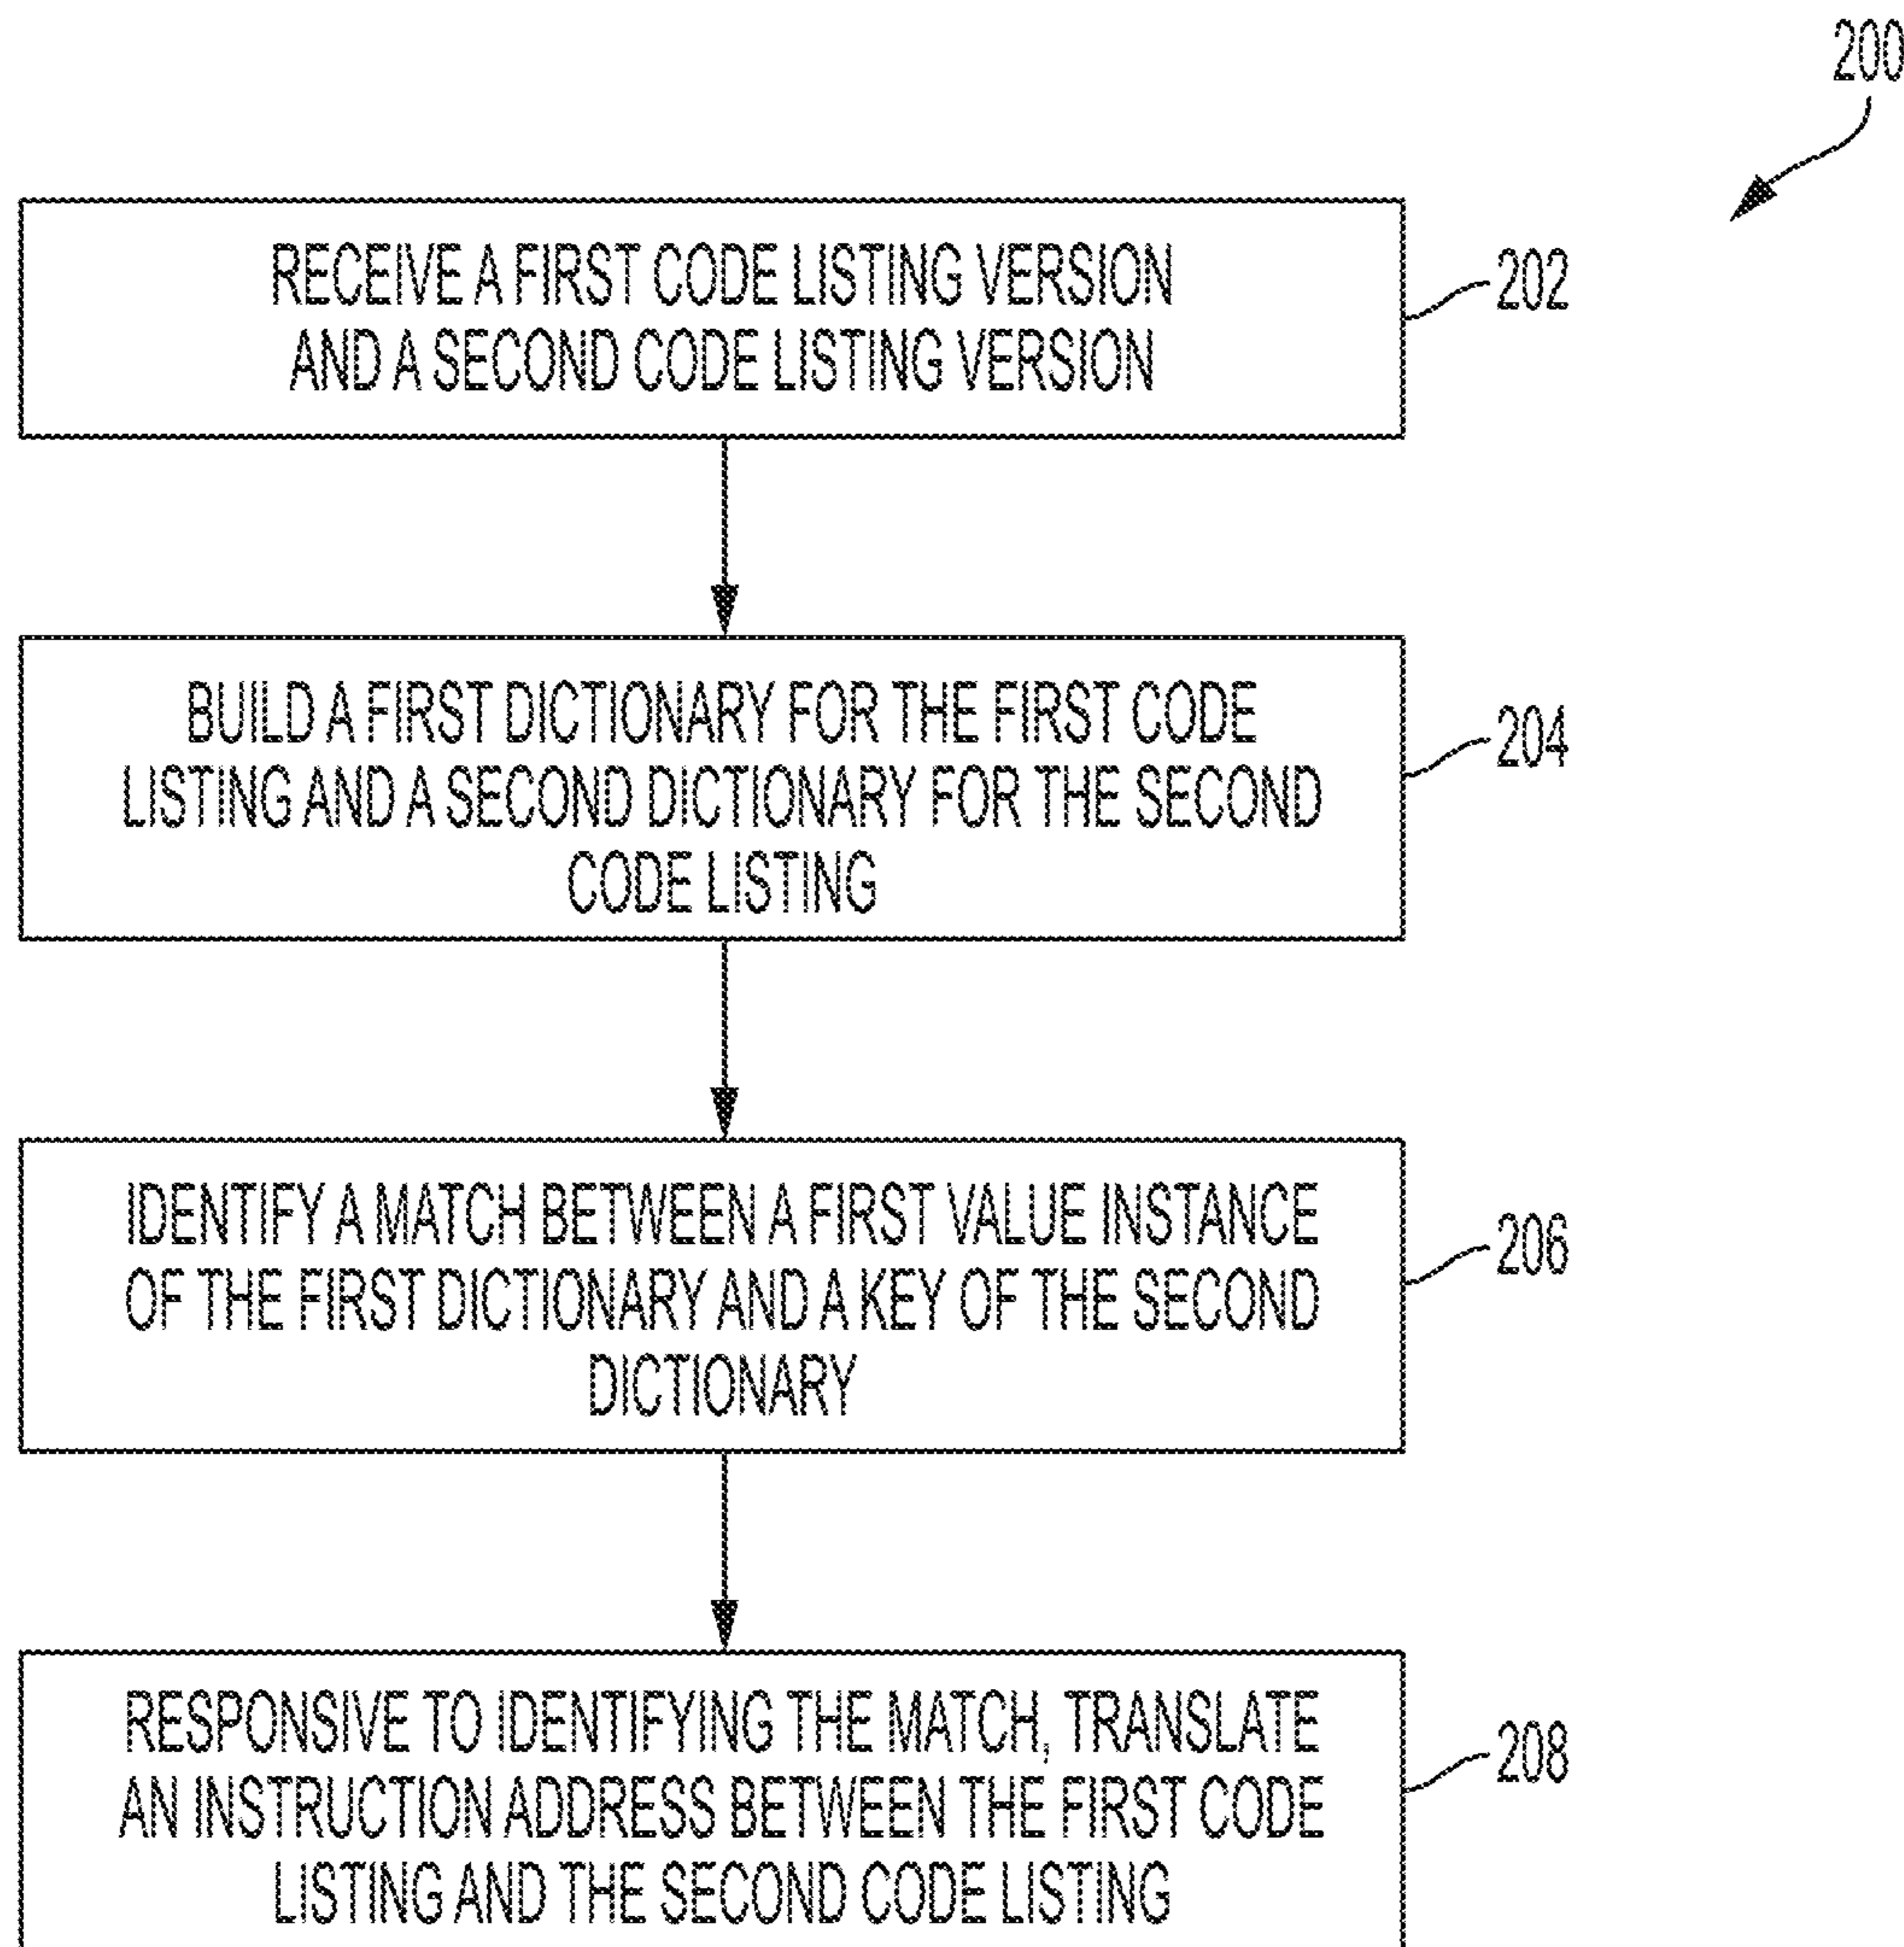 200
RECEIVE A FIRST CODE LISTING VERSION
AND A SECOND CODE LISTING VERSION
202
BUILD A FIRST DICTIONARY FOR THE FIRST CODE
LISTING AND A SECOND DICTIONARY FOR THE SECOND
CODE LISTING
204
IDENTIFY A MATCH BETWEEN A FIRST VALUE INSTANCE
OF THE FIRST DICTIONARY AND A KEY OF THE SECOND
DICTIONARY
206
RESPONSIVE TO IDENTIFYING THE MATCH, TRANSLATE
AN INSTRUCTION ADDRESS BETWEEN THE FIRST CODE
LISTING AND THE SECOND CODE LISTING
208